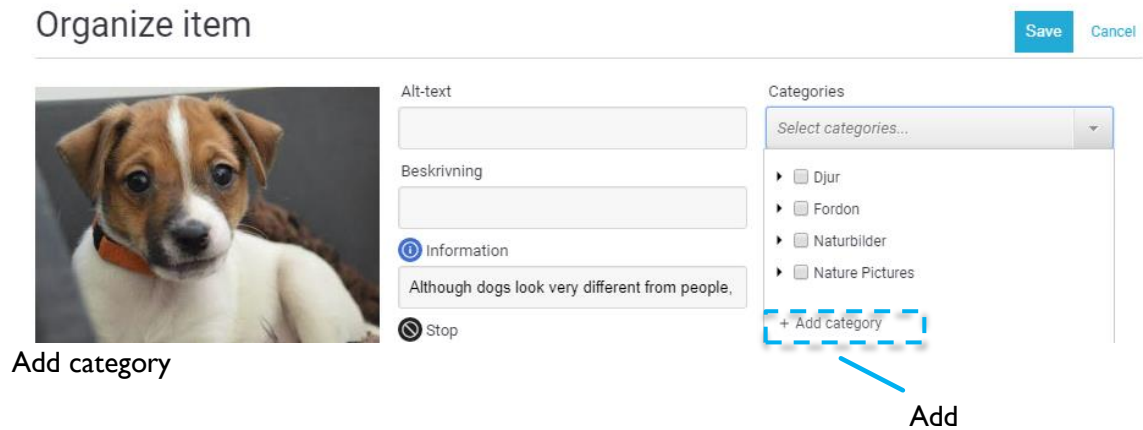 Organize item
Save Cancel
Alt-text
Beskrivning
Information
Although dogs look very different from people,
Stop
Categories
Select categories...
Djur
Fordon
Naturbilder
Nature Pictures
+ Add category
Add category
Add